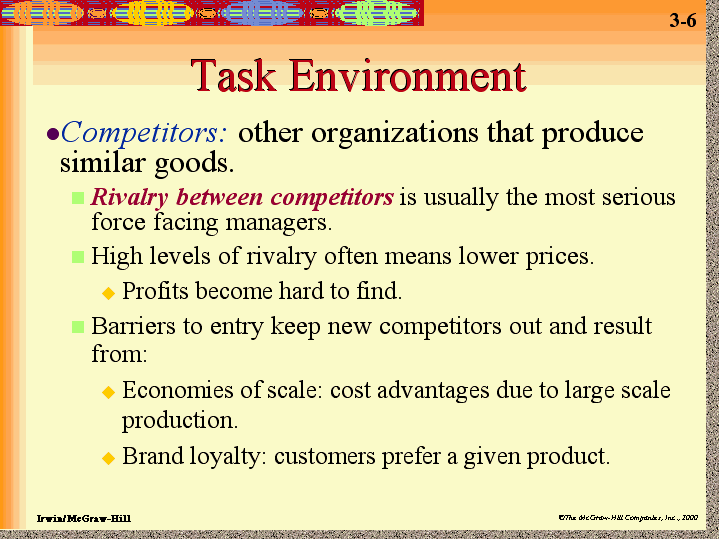 3-6
Task Environment
Competitors: other organizations that produce
similar goods.
Rivalry between competitors is usually the most serious
force facing managers.
High levels of rivalry often means lower prices.
Profits become hard to find.
Barriers to entry keep new competitors out and result
from:
Economies of scale: cost advantages due to large scale
production.
Brand loyalty: customers prefer a given product.
Irwin/McGraw-Hill
©The McGraw-Hill Companies, Inc., 2000